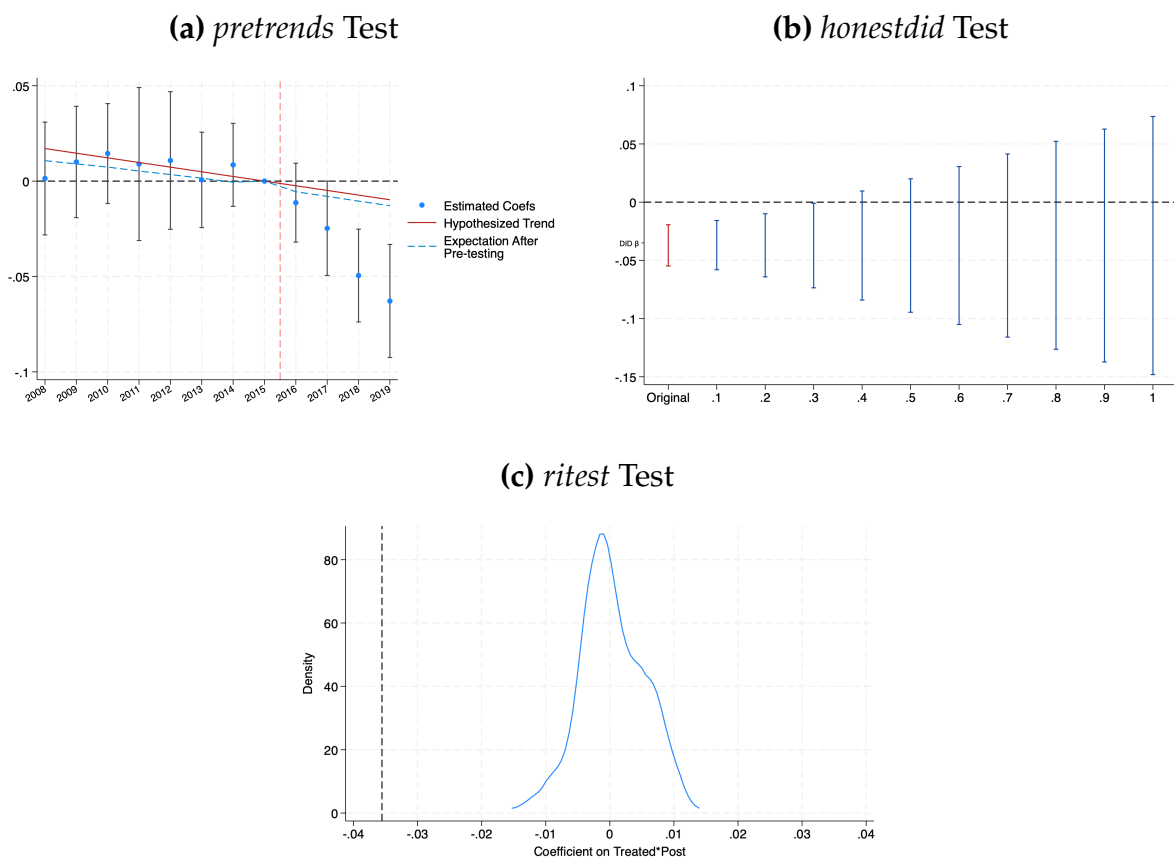 (a) pretrends Test
.05
0
-.05
-.1
2008 2009 2010 2011 2012 2013 2014 2015 2016 2017 2018 2019
Estimated Coefs
Hypothesized Trend
Expectation After
Pre-testing
(b) honestdid Test
.1
.05
0
DID β
-.05
-.1
-.15
Original .1 .2 .3 .4 .5 .6 .7 .8 .9 1
(c) ritest Test
Density
80
60
40
20
0
-.04 -.03 -.02 -.01 0 .01 .02 .03 .04
Coefficient on Treated*Post